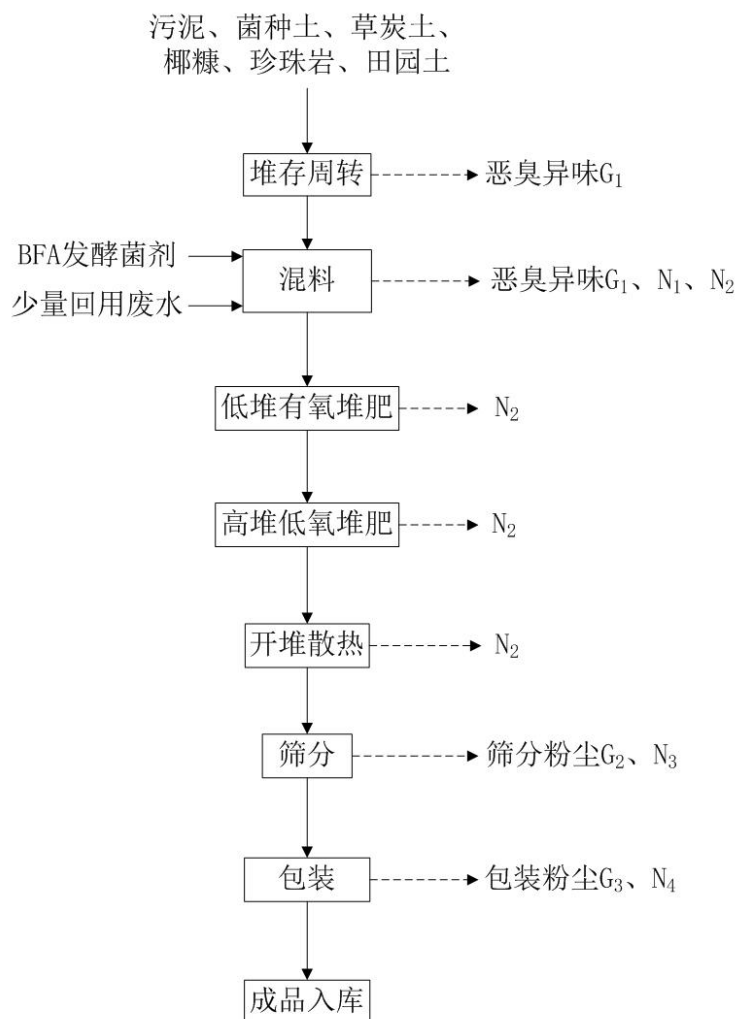 污泥、菌种土、草炭土、
椰糠、珍珠岩、田园土
堆存周转
恶臭异味G₁
BFA发酵菌剂
少量回用废水
混料
恶臭异味G₁、N₁、N₂
低堆有氧堆肥
N₂
高堆低氧堆肥
N₂
开堆散热
N₂
筛分
筛分粉尘G₂、N₃
包装
包装粉尘G₃、N₄
成品入库